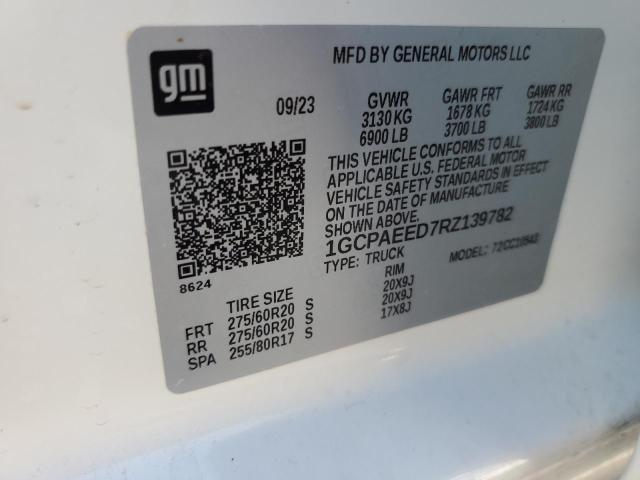 gm
MFD BY GENERAL MOTORS LLC
09/23
GVWR GAWR FRT GAWR RR
3130 KG 1678 KG 1724 KG
6900 LB 3700 LB 3800 LB
THIS VEHICLE CONFORMS TO ALL
APPLICABLE U.S. FEDERAL MOTOR
VEHICLE SAFETY STANDARDS IN EFFECT
ON THE DATE OF MANUFACTURE
SHOWN ABOVE.
1GCPAEED7RZ139782
TYPE: TRUCK MODEL:
8624
TIRE SIZE RIM
FRT 275/60R20 S 20X9J
RR 275/60R20 S 20X9J
SPA 255/80R17 S 17X8J